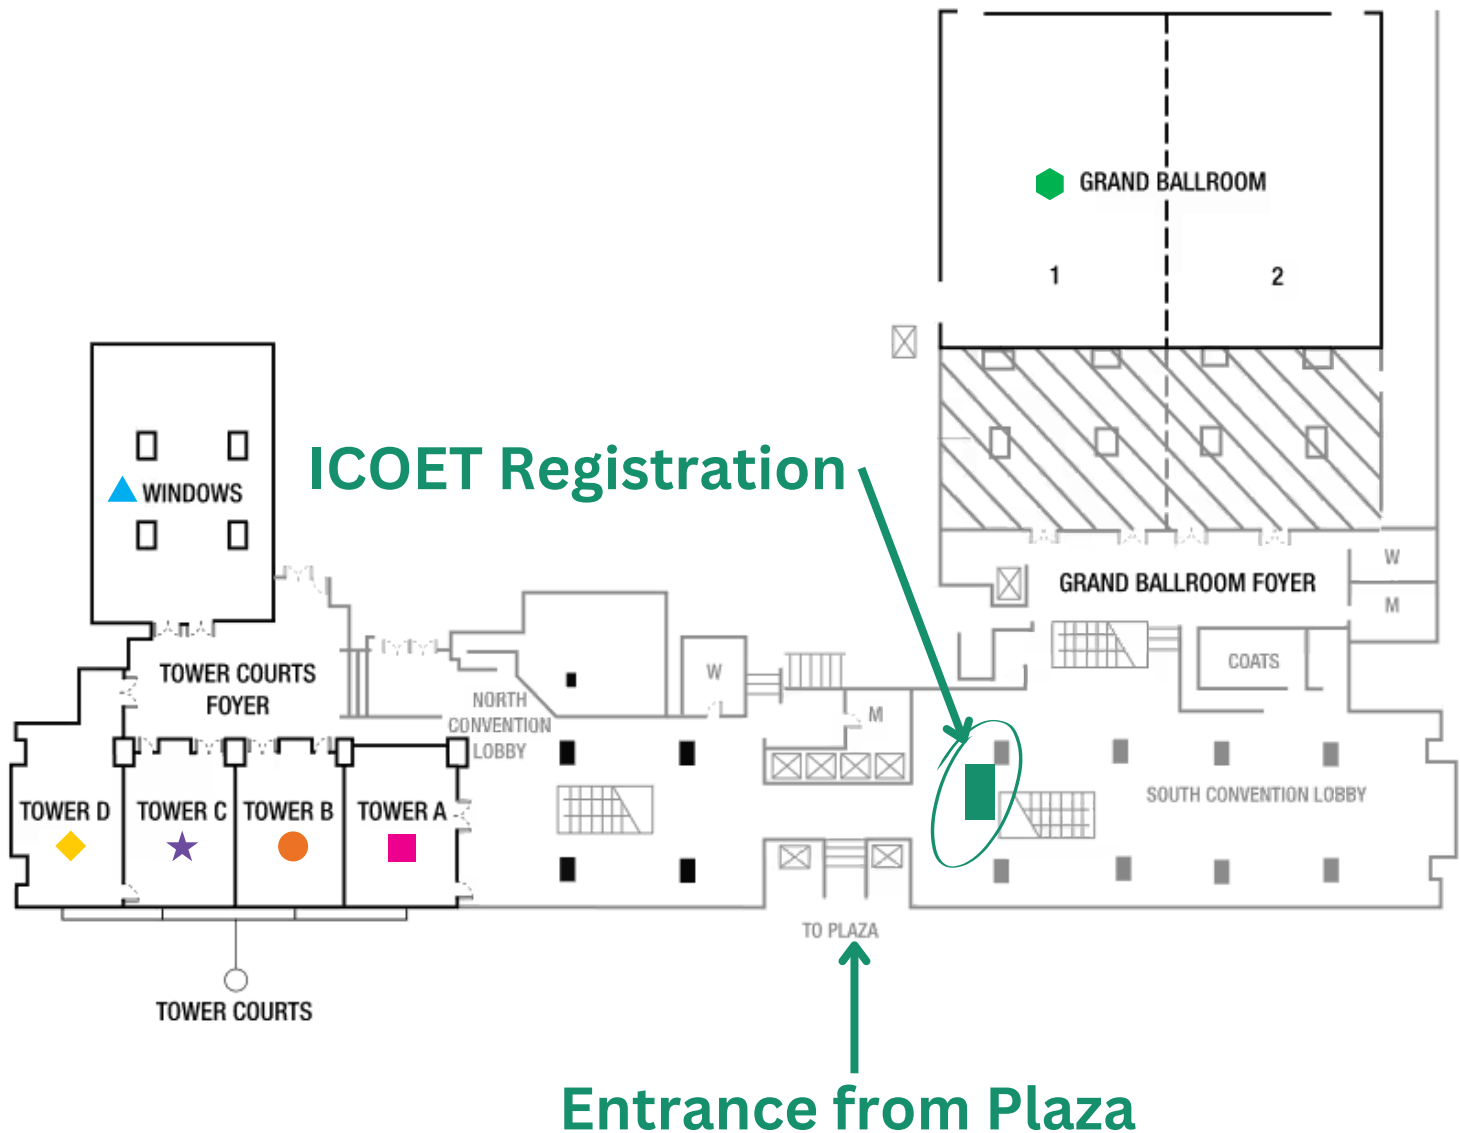 GRAND BALLROOM
1
2
ICOET Registration
WINDOWS
W
GRAND BALLROOM FOYER
M
TOWER COURTS
FOYER
COATS
W
NORTH
CONVENTION
LOBBY
M
SOUTH CONVENTION LOBBY
TOWER D
TOWER C
TOWER B
TOWER A
TO PLAZA
TOWER COURTS
Entrance from Plaza